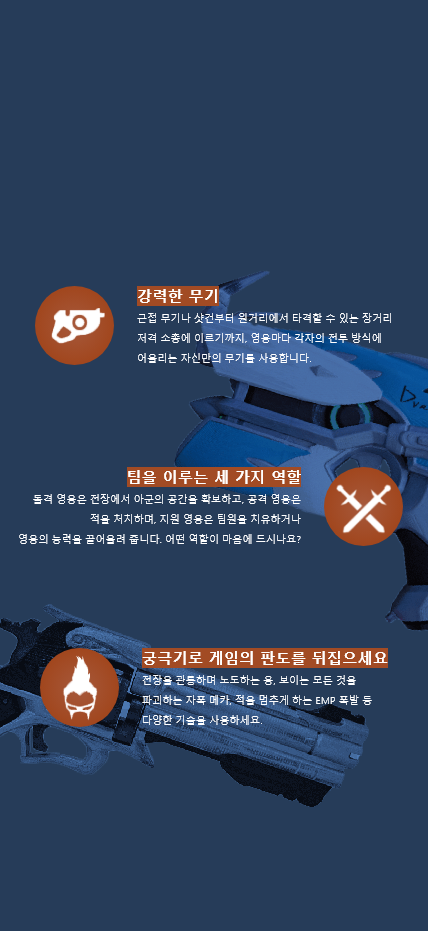 강력한 무기
근접 무기나 샷건부터 원거리에서 타격할 수 있는 장거리
저격 소총에 이르기까지, 영웅마다 각자의 전투 방식에
어울리는 자신만의 무기를 사용합니다.
팀을 이루는 세 가지 역할
돌격 영웅은 전장에서 아군의 공간을 확보하고, 공격 영웅은
적을 처치하며, 지원 영웅은 팀원을 치유하거나
영웅의 능력을 끌어올려 줍니다. 어떤 역할이 마음에 드시나요?
궁극기로 게임의 판도를 뒤집으세요
전장을 관통하며 노도하는 용, 보이는 모든 것을
파괴하는 자폭 메카, 적을 멈추게 하는 EMP 폭발 등
다양한 기술을 사용하세요.